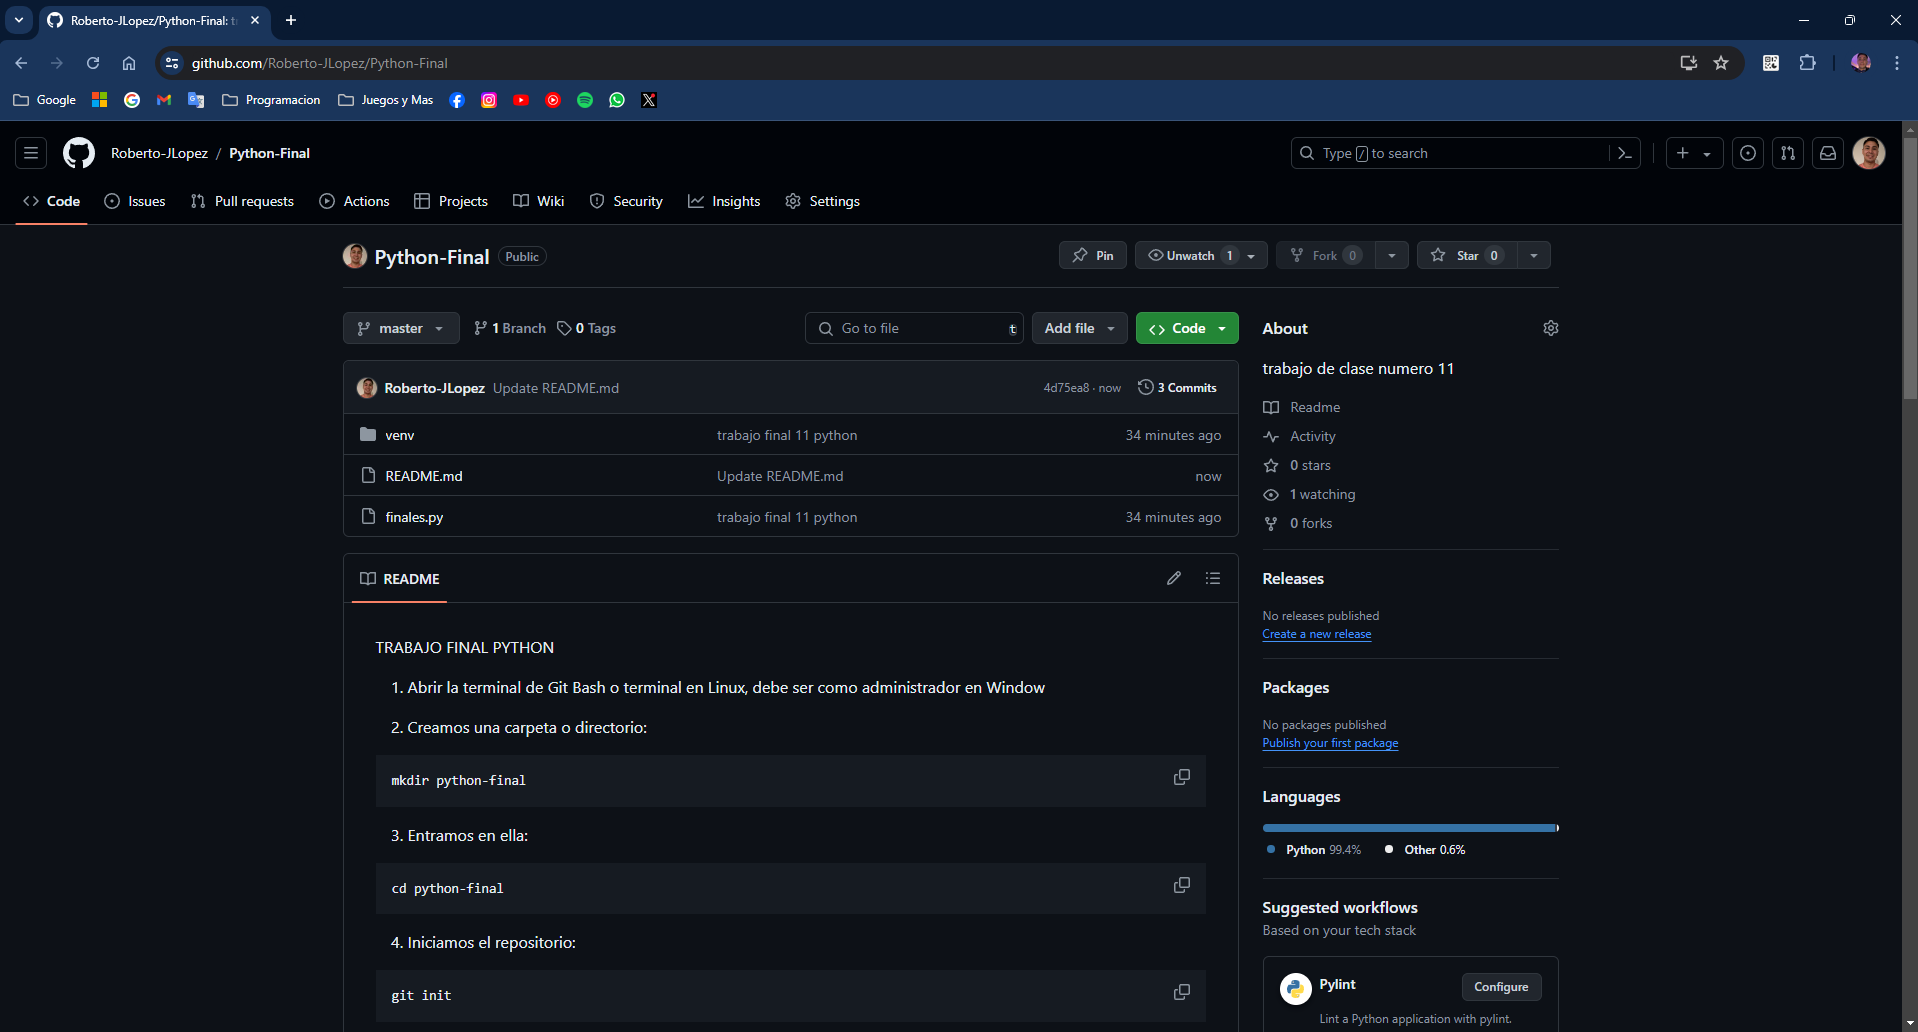 Roberto-JLopez/Python-Final: t
github.com/Roberto-JLopez/Python-Final
Google
Programacion
Juegos y Mas
Roberto-JLopez / Python-Final
Type / to search
Code
Issues
Pull requests
Actions
Projects
Wiki
Security
Insights
Settings
Python-Final
Public
Pin
Unwatch 1
Fork 0
Star 0
master
1 Branch
0 Tags
Go to file
t
Add file
Code
Roberto-JLopez Update README.md
4d75ea8 · now
3 Commits
venv
trabajo final 11 python
34 minutes ago
README.md
Update README.md
now
finales.py
trabajo final 11 python
34 minutes ago
README
TRABAJO FINAL PYTHON
1. Abrir la terminal de Git Bash o terminal en Linux, debe ser como administrador en Window
2. Creamos una carpeta o directorio:
mkdir python-final
3. Entramos en ella:
cd python-final
4. Iniciamos el repositorio:
git init
About
trabajo de clase numero 11
Readme
Activity
0 stars
1 watching
0 forks
Releases
No releases published
Create a new release
Packages
No packages published
Publish your first package
Languages
Python 99.4%
Other 0.6%
Suggested workflows
Based on your tech stack
Pylint
Configure
Lint a Python application with pylint.